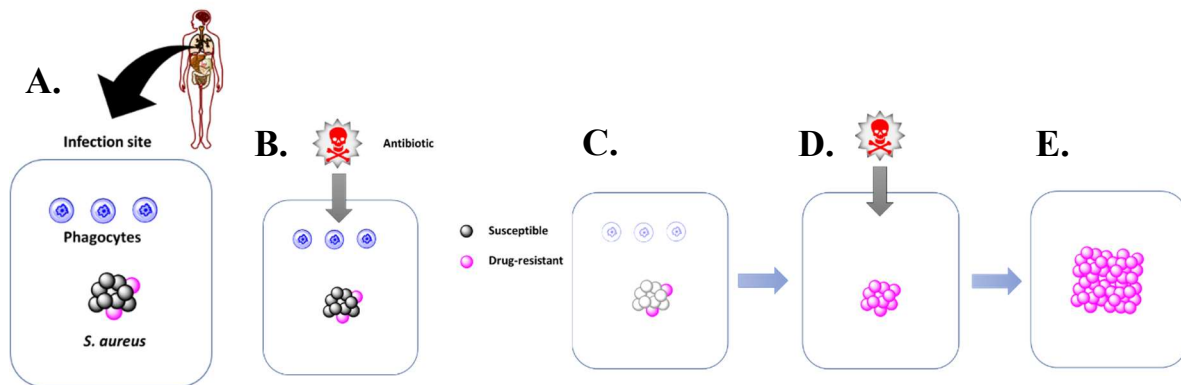 A.
Infection site
Phagocytes
S. aureus
B.
Antibiotic
Susceptible
Drug-resistant
C.
D.
E.